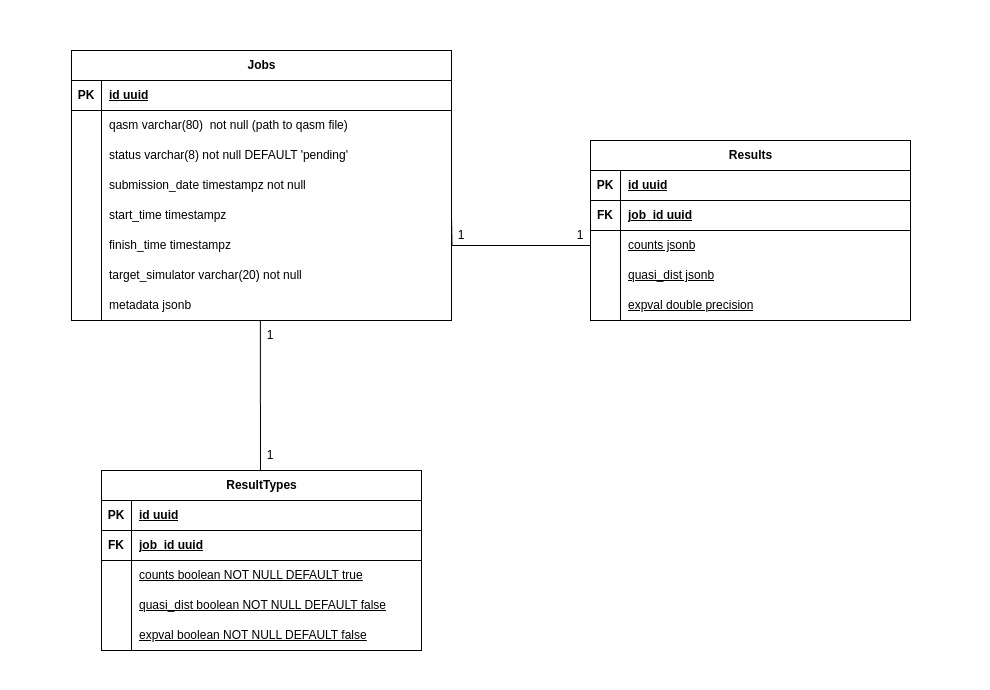 Jobs
PK id uuid
qasm varchar(80)  not null (path to qasm file)
status varchar(8) not null DEFAULT 'pending'
submission_date timestampz not null
start_time timestampz
finish_time timestampz
target_simulator varchar(20) not null
metadata jsonb
1 1
Results
PK id uuid
FK job_id uuid
counts jsonb
quasi_dist jsonb
expval double precision
1
1
ResultTypes
PK id uuid
FK job_id uuid
counts boolean NOT NULL DEFAULT true
quasi_dist boolean NOT NULL DEFAULT false
expval boolean NOT NULL DEFAULT false